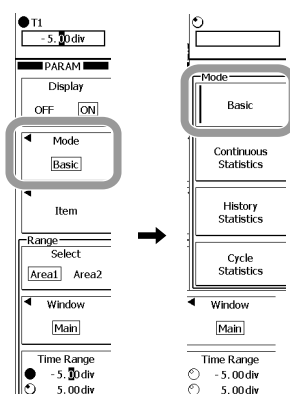 T1
- 5.00div
PARAM
Display
OFF ON
Mode
Basic
Item
Range
Select
Area1 Area2
Window
Main
Time Range
- 5.00div
5.00div
Mode
Basic
Continuous
Statistics
History
Statistics
Cycle
Statistics
Window
Main
Time Range
- 5.00div
5.00div